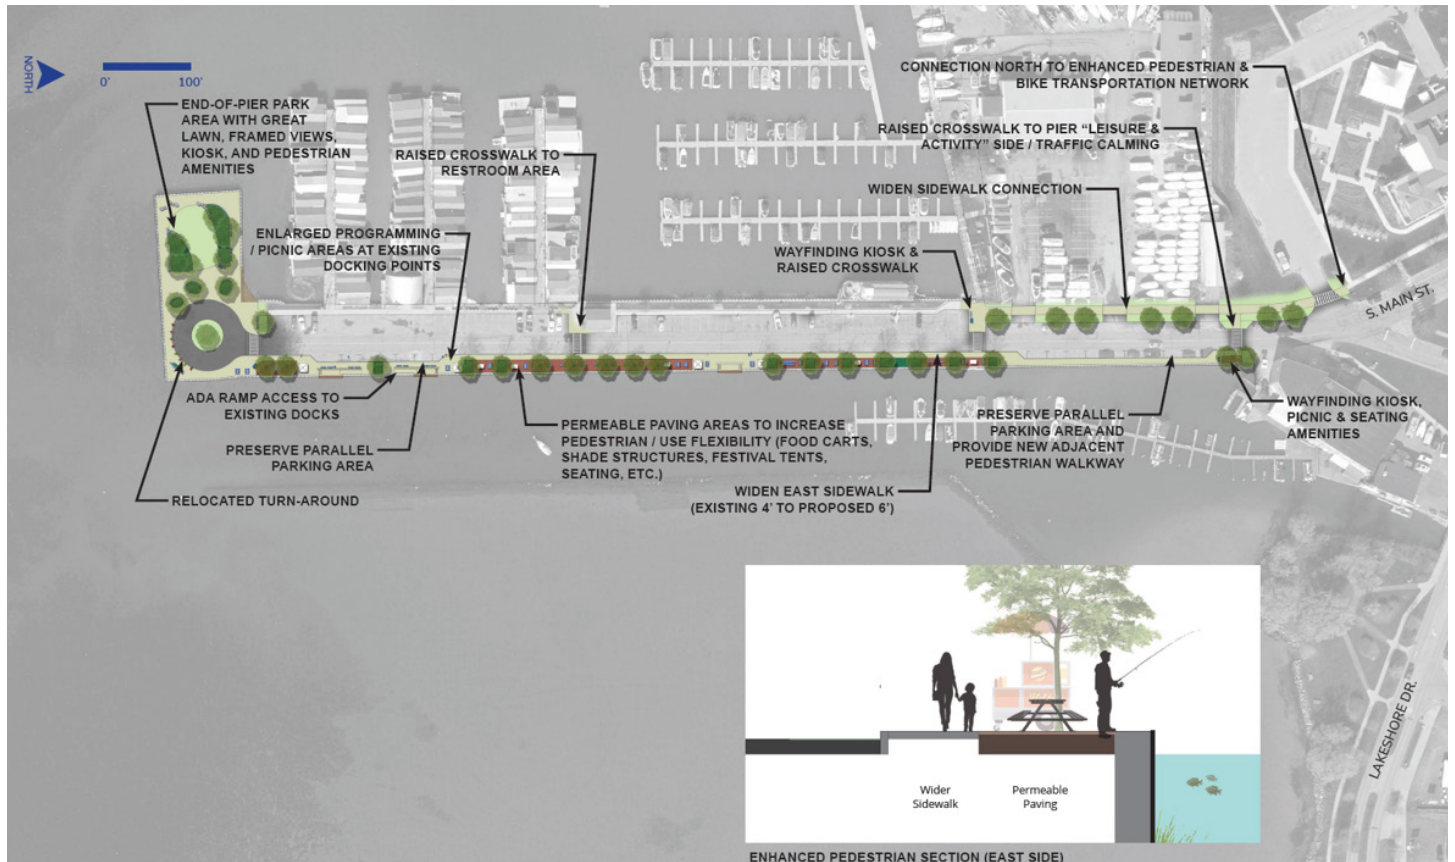 NORTH
0'
100'
END-OF-PIER PARK
AREA WITH GREAT
LAWN, FRAMED VIEWS,
KIOSK, AND PEDESTRIAN
AMENITIES
RAISED CROSSWALK TO
RESTROOM AREA
ENLARGED PROGRAMMING
/ PICNIC AREAS AT EXISTING
DOCKING POINTS
CONNECTION NORTH TO ENHANCED PEDESTRIAN &
BIKE TRANSPORTATION NETWORK
RAISED CROSSWALK TO PIER “LEISURE &
ACTIVITY” SIDE / TRAFFIC CALMING
WIDEN SIDEWALK CONNECTION
WAYFINDING KIOSK &
RAISED CROSSWALK
S. MAIN ST.
ADA RAMP ACCESS TO
EXISTING DOCKS
PRESERVE PARALLEL
PARKING AREA
RELOCATED TURN-AROUND
PERMEABLE PAVING AREAS TO INCREASE
PEDESTRIAN / USE FLEXIBILITY (FOOD CARTS,
SHADE STRUCTURES, FESTIVAL TENTS,
SEATING, ETC.)
WIDEN EAST SIDEWALK
(EXISTING 4' TO PROPOSED 6')
PRESERVE PARALLEL
PARKING AREA AND
PROVIDE NEW ADJACENT
PEDESTRIAN WALKWAY
WAYFINDING KIOSK,
PICNIC & SEATING
AMENITIES
LAKESHORE DR.
Wider
Sidewalk
Permeable
Paving
ENHANCED PEDESTRIAN SECTION (EAST SIDE)